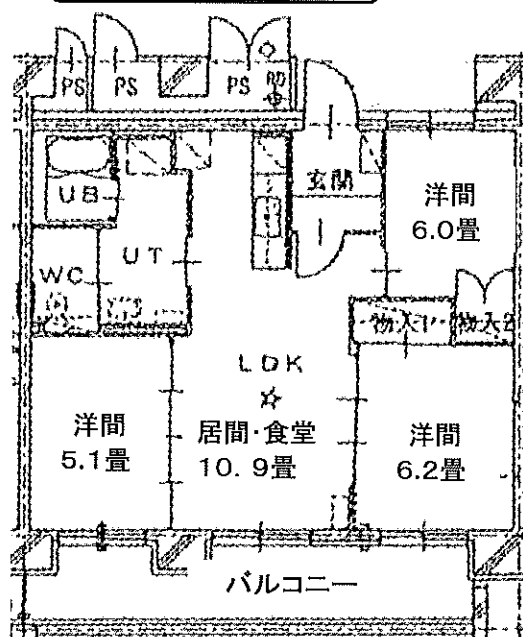 PS
PS
PS
RD
UB
UT
WC
玄関
洋間
6.0畳
物入1
物入2
LDK
居間・食堂
10.9畳
洋間
5.1畳
洋間
6.2畳
バルコニー